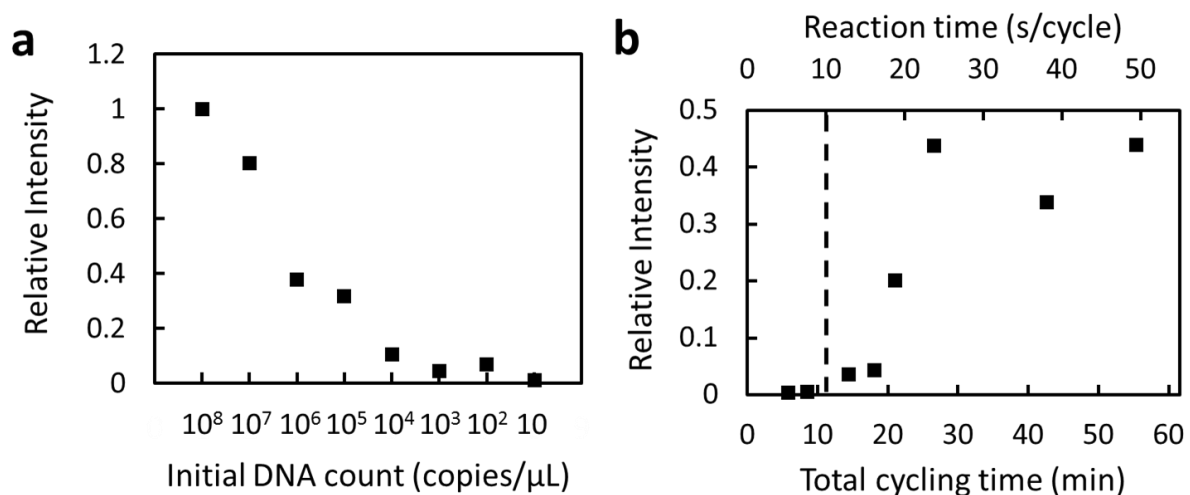 a
1.2
1
0.8
0.6
0.4
0.2
0
Relative Intensity
10⁸ 10⁷ 10⁶ 10⁵ 10⁴ 10³ 10² 10
Initial DNA count (copies/µL)
b
Reaction time (s/cycle)
0 10 20 30 40 50
0.5
0.4
0.3
0.2
0.1
0
Relative Intensity
0 10 20 30 40 50 60
Total cycling time (min)